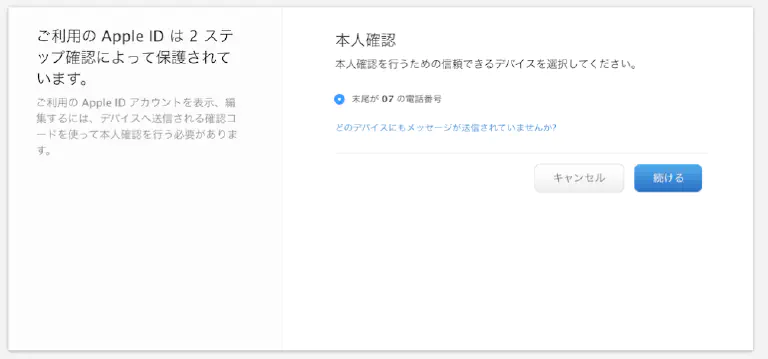 ご利用の Apple ID は 2 ステ
ップ確認によって保護されて
います。
ご利用の Apple ID アカウントを表示、編
集するには、デバイスへ送信される確認コ
ードを使って本人確認を行う必要がありま
す。
本人確認
本人確認を行うための信頼できるデバイスを選択してください。
末尾が 07 の電話番号
どのデバイスにもメッセージが送信されていませんか?
キャンセル
続ける